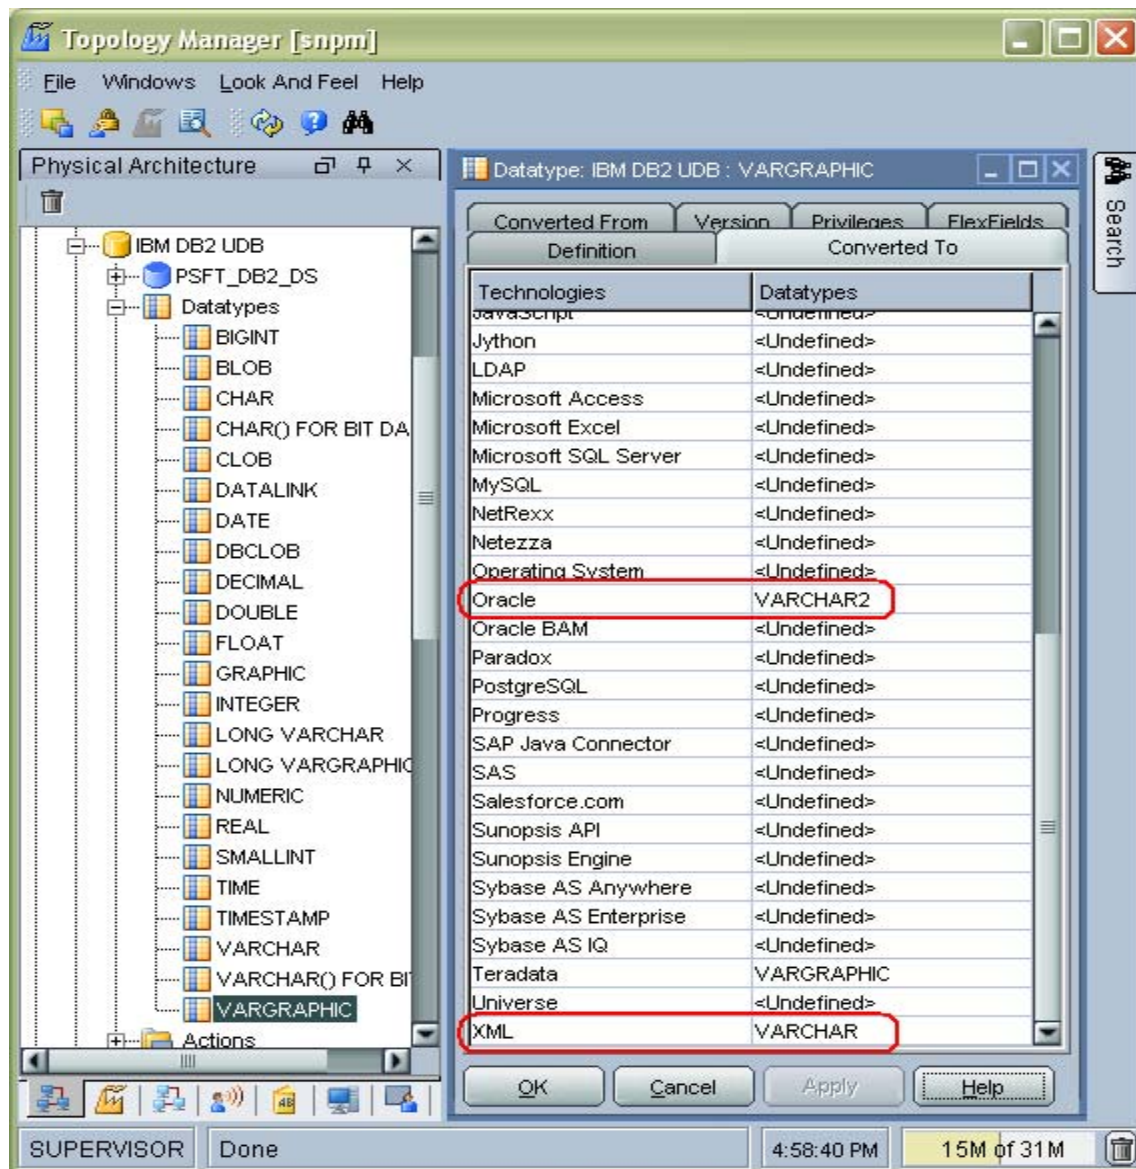 Topology Manager [snpm]
File Windows Look And Feel Help
Physical Architecture
IBM DB2 UDB
PSFT_DB2_DS
Datatypes
BIGINT
BLOB
CHAR
CHAR() FOR BIT DA
CLOB
DATALINK
DATE
DBCLOB
DECIMAL
DOUBLE
FLOAT
GRAPHIC
INTEGER
LONG VARCHAR
LONG VARGRAPHIC
NUMERIC
REAL
SMALLINT
TIME
TIMESTAMP
VARCHAR
VARCHAR() FOR BI
VARGRAPHIC
Actions
Datatype: IBM DB2 UDB : VARGRAPHIC
Converted From Version Privileges FlexFields
Definition Converted To
Technologies Datatypes
JavaScript <Undefined>
Jython <Undefined>
LDAP <Undefined>
Microsoft Access <Undefined>
Microsoft Excel <Undefined>
Microsoft SQL Server <Undefined>
MySQL <Undefined>
NetRexx <Undefined>
Netezza <Undefined>
Operating System <Undefined>
Oracle VARCHAR2
Oracle BAM <Undefined>
Paradox <Undefined>
PostgreSQL <Undefined>
Progress <Undefined>
SAP Java Connector <Undefined>
SAS <Undefined>
Salesforce.com <Undefined>
Sunopsis API <Undefined>
Sunopsis Engine <Undefined>
Sybase AS Anywhere <Undefined>
Sybase AS Enterprise <Undefined>
Sybase AS IQ <Undefined>
Teradata VARGRAPHIC
Universe <Undefined>
XML VARCHAR
OK Cancel Apply Help
Search
SUPERVISOR Done 4:58:40 PM 15M of 31M